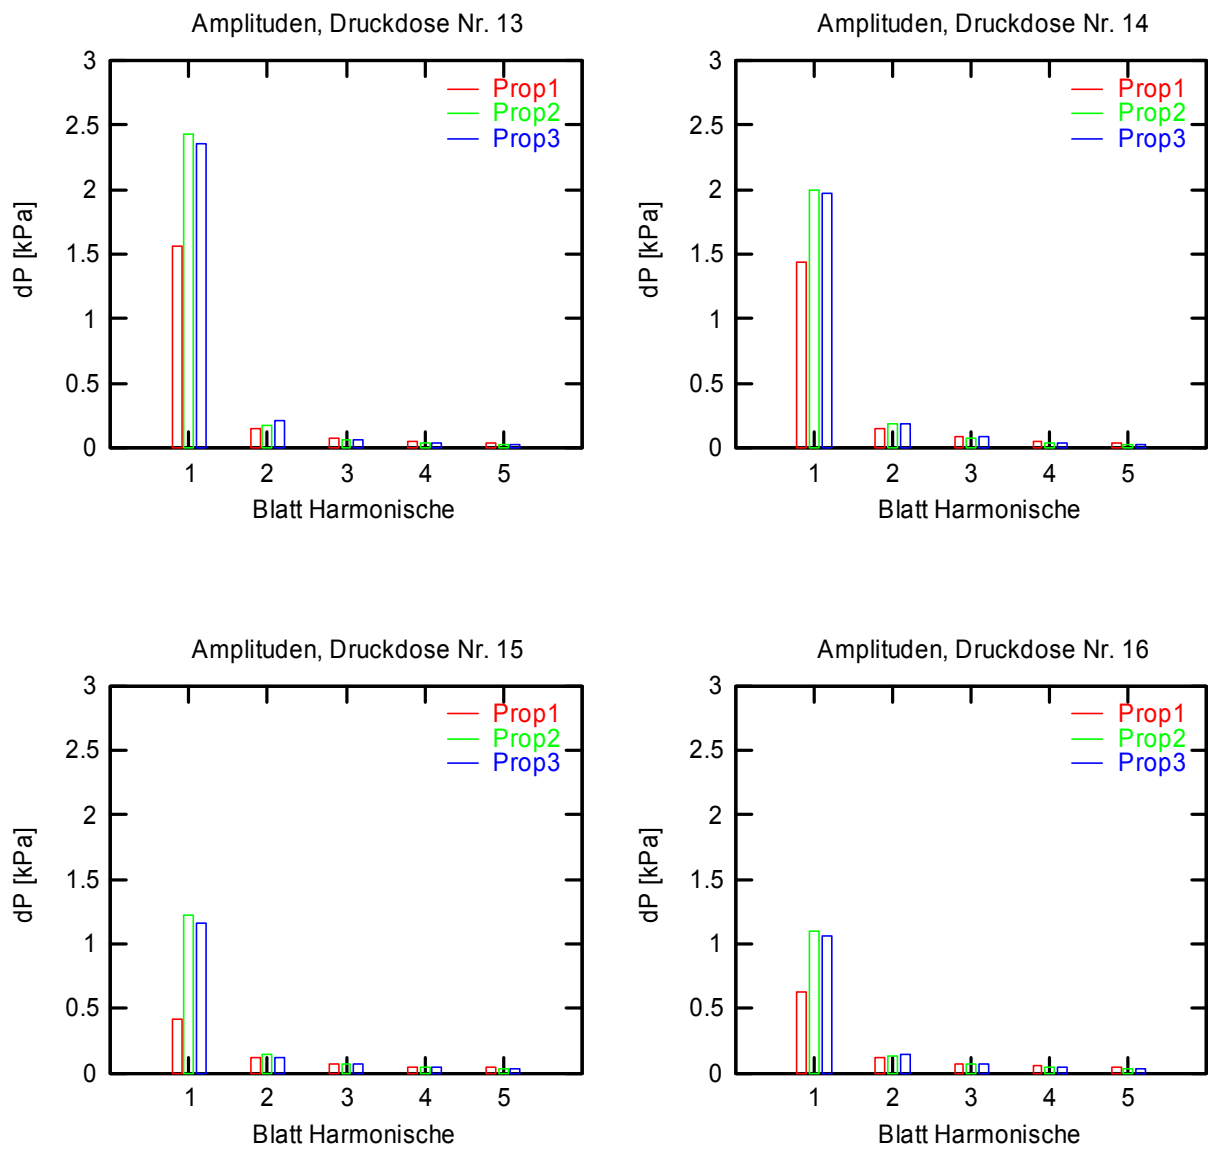 Amplituden, Druckdose Nr. 13
3
2.5
2
1.5
1
0.5
0
dP [kPa]
Prop1
Prop2
Prop3
1 2 3 4 5
Blatt Harmonische
Amplituden, Druckdose Nr. 14
3
2.5
2
1.5
1
0.5
0
dP [kPa]
Prop1
Prop2
Prop3
1 2 3 4 5
Blatt Harmonische
Amplituden, Druckdose Nr. 15
3
2.5
2
1.5
1
0.5
0
dP [kPa]
Prop1
Prop2
Prop3
1 2 3 4 5
Blatt Harmonische
Amplituden, Druckdose Nr. 16
3
2.5
2
1.5
1
0.5
0
dP [kPa]
Prop1
Prop2
Prop3
1 2 3 4 5
Blatt Harmonische